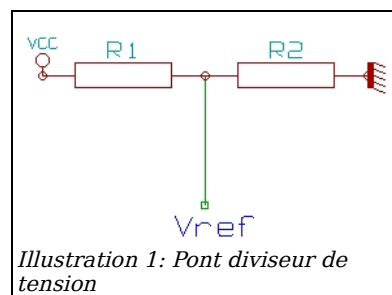 VCC
R1
R2
Vref
Illustration 1: Pont diviseur de
tension